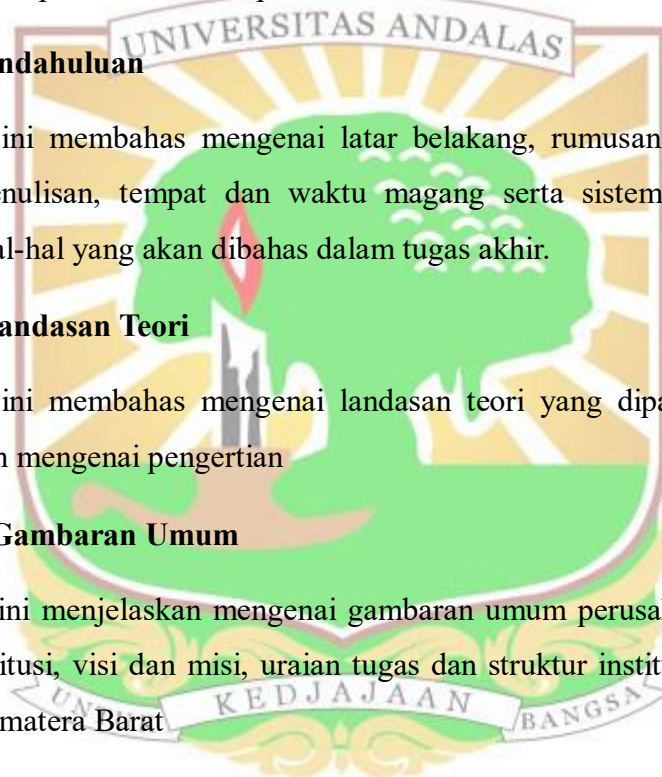 UNIVERSITAS ANDALAS
ndahuluan
ini membahas mengenai latar belakang, rumusan
enulisan, tempat dan waktu magang serta sistem
al-hal yang akan dibahas dalam tugas akhir.
andasan Teori
ini membahas mengenai landasan teori yang dipa
n mengenai pengertian
Gambaran Umum
ini menjelaskan mengenai gambaran umum perusa
itusi, visi dan misi, uraian tugas dan struktur instit
umatera Barat
KEDJAJAAN BANGSA